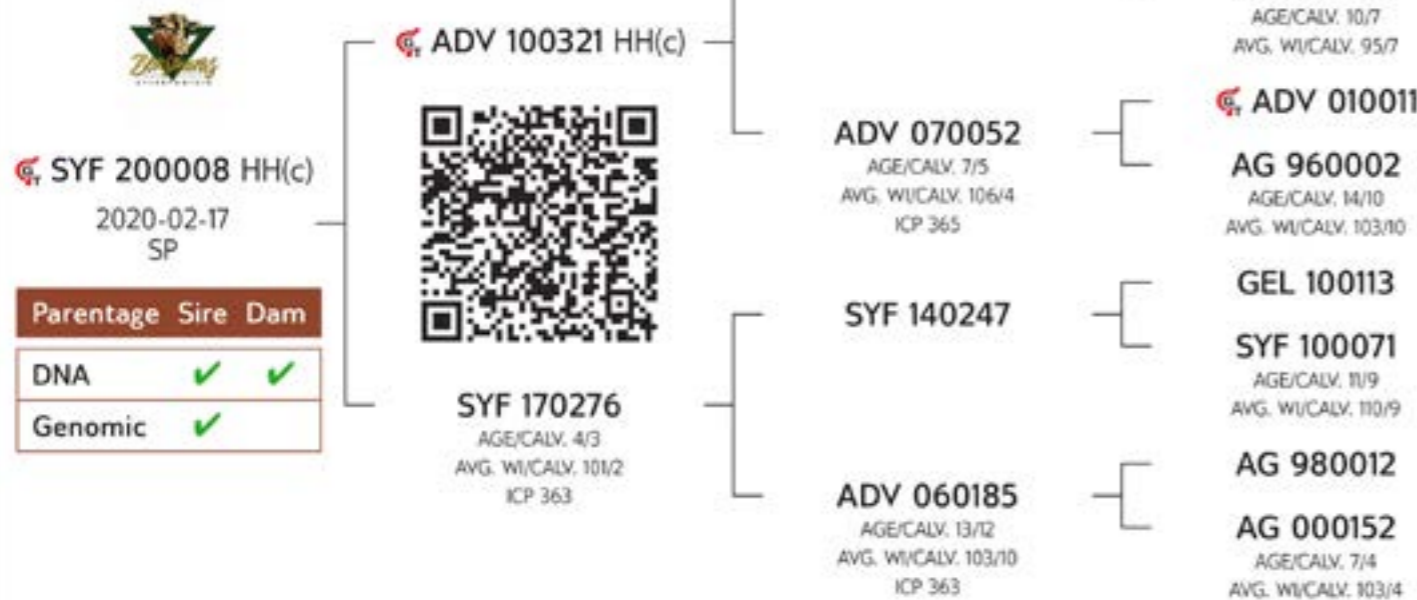 SYF 200008 HH(c)
2020-02-17
SP
Parentage Sire Dam
DNA ✔ ✔
Genomic ✔
ADV 100321 HH(c)
SYF 170276
AGE/CALV. 4/3
AVG. WI/CALV. 101/2
ICP 363
ADV 070052
AGE/CALV. 7/5
AVG. WI/CALV. 106/4
ICP 365
SYF 140247
ADV 060185
AGE/CALV. 13/12
AVG. WI/CALV. 103/10
ICP 363
AGE/CALV. 10/7
AVG. WI/CALV. 95/7
ADV 010011
AG 960002
AGE/CALV. 14/10
AVG. WI/CALV. 103/10
GEL 100113
SYF 100071
AGE/CALV. 11/9
AVG. WI/CALV. 110/9
AG 980012
AG 000152
AGE/CALV. 7/4
AVG. WI/CALV. 103/4